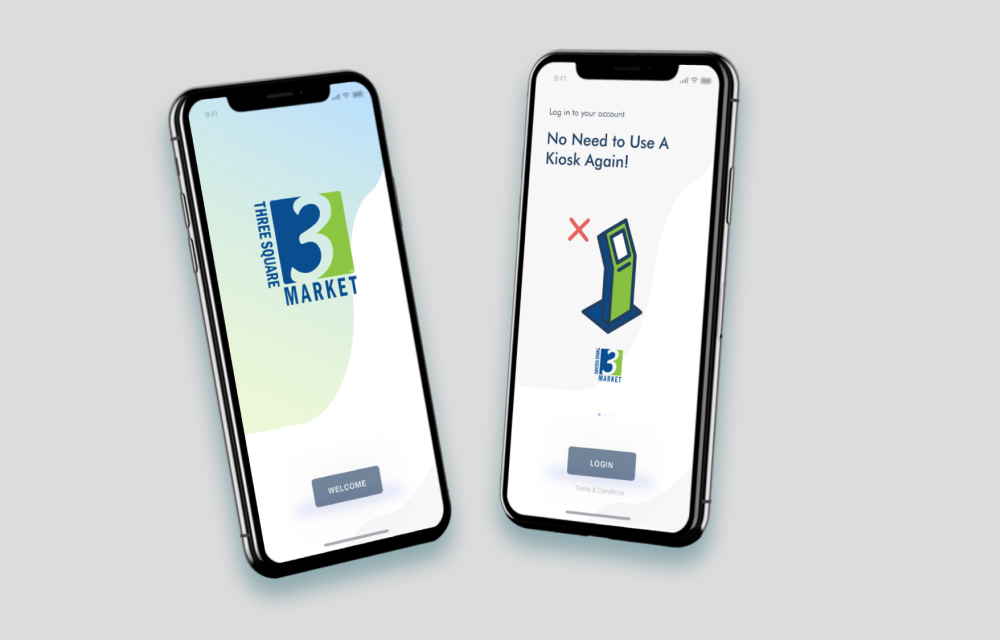 9:41
THREE SQUARE
3
MARKET
WELCOME
9:41
Log in to your account
No Need to Use A
Kiosk Again!
THREE SQUARE
3
MARKET
LOGIN
Terms & Conditions